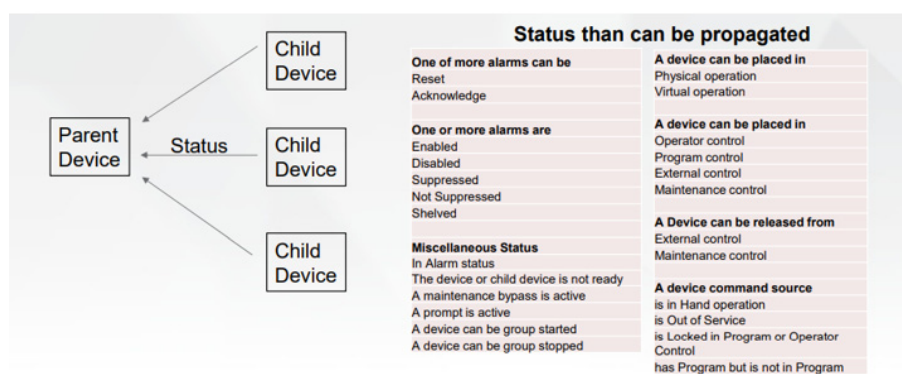 Status than can be propagated
Child
Device
Parent
Device
Status
Child
Device
Child
Device
One of more alarms can be
Reset
Acknowledge
One or more alarms are
Enabled
Disabled
Suppressed
Not Suppressed
Shelved
Miscellaneous Status
In Alarm status
The device or child device is not ready
A maintenance bypass is active
A prompt is active
A device can be group started
A device can be group stopped
A device can be placed in
Physical operation
Virtual operation
A device can be placed in
Operator control
Program control
External control
Maintenance control
A Device can be released from
External control
Maintenance control
A device command source
is in Hand operation
is Out of Service
is Locked in Program or Operator
Control
has Program but is not in Program